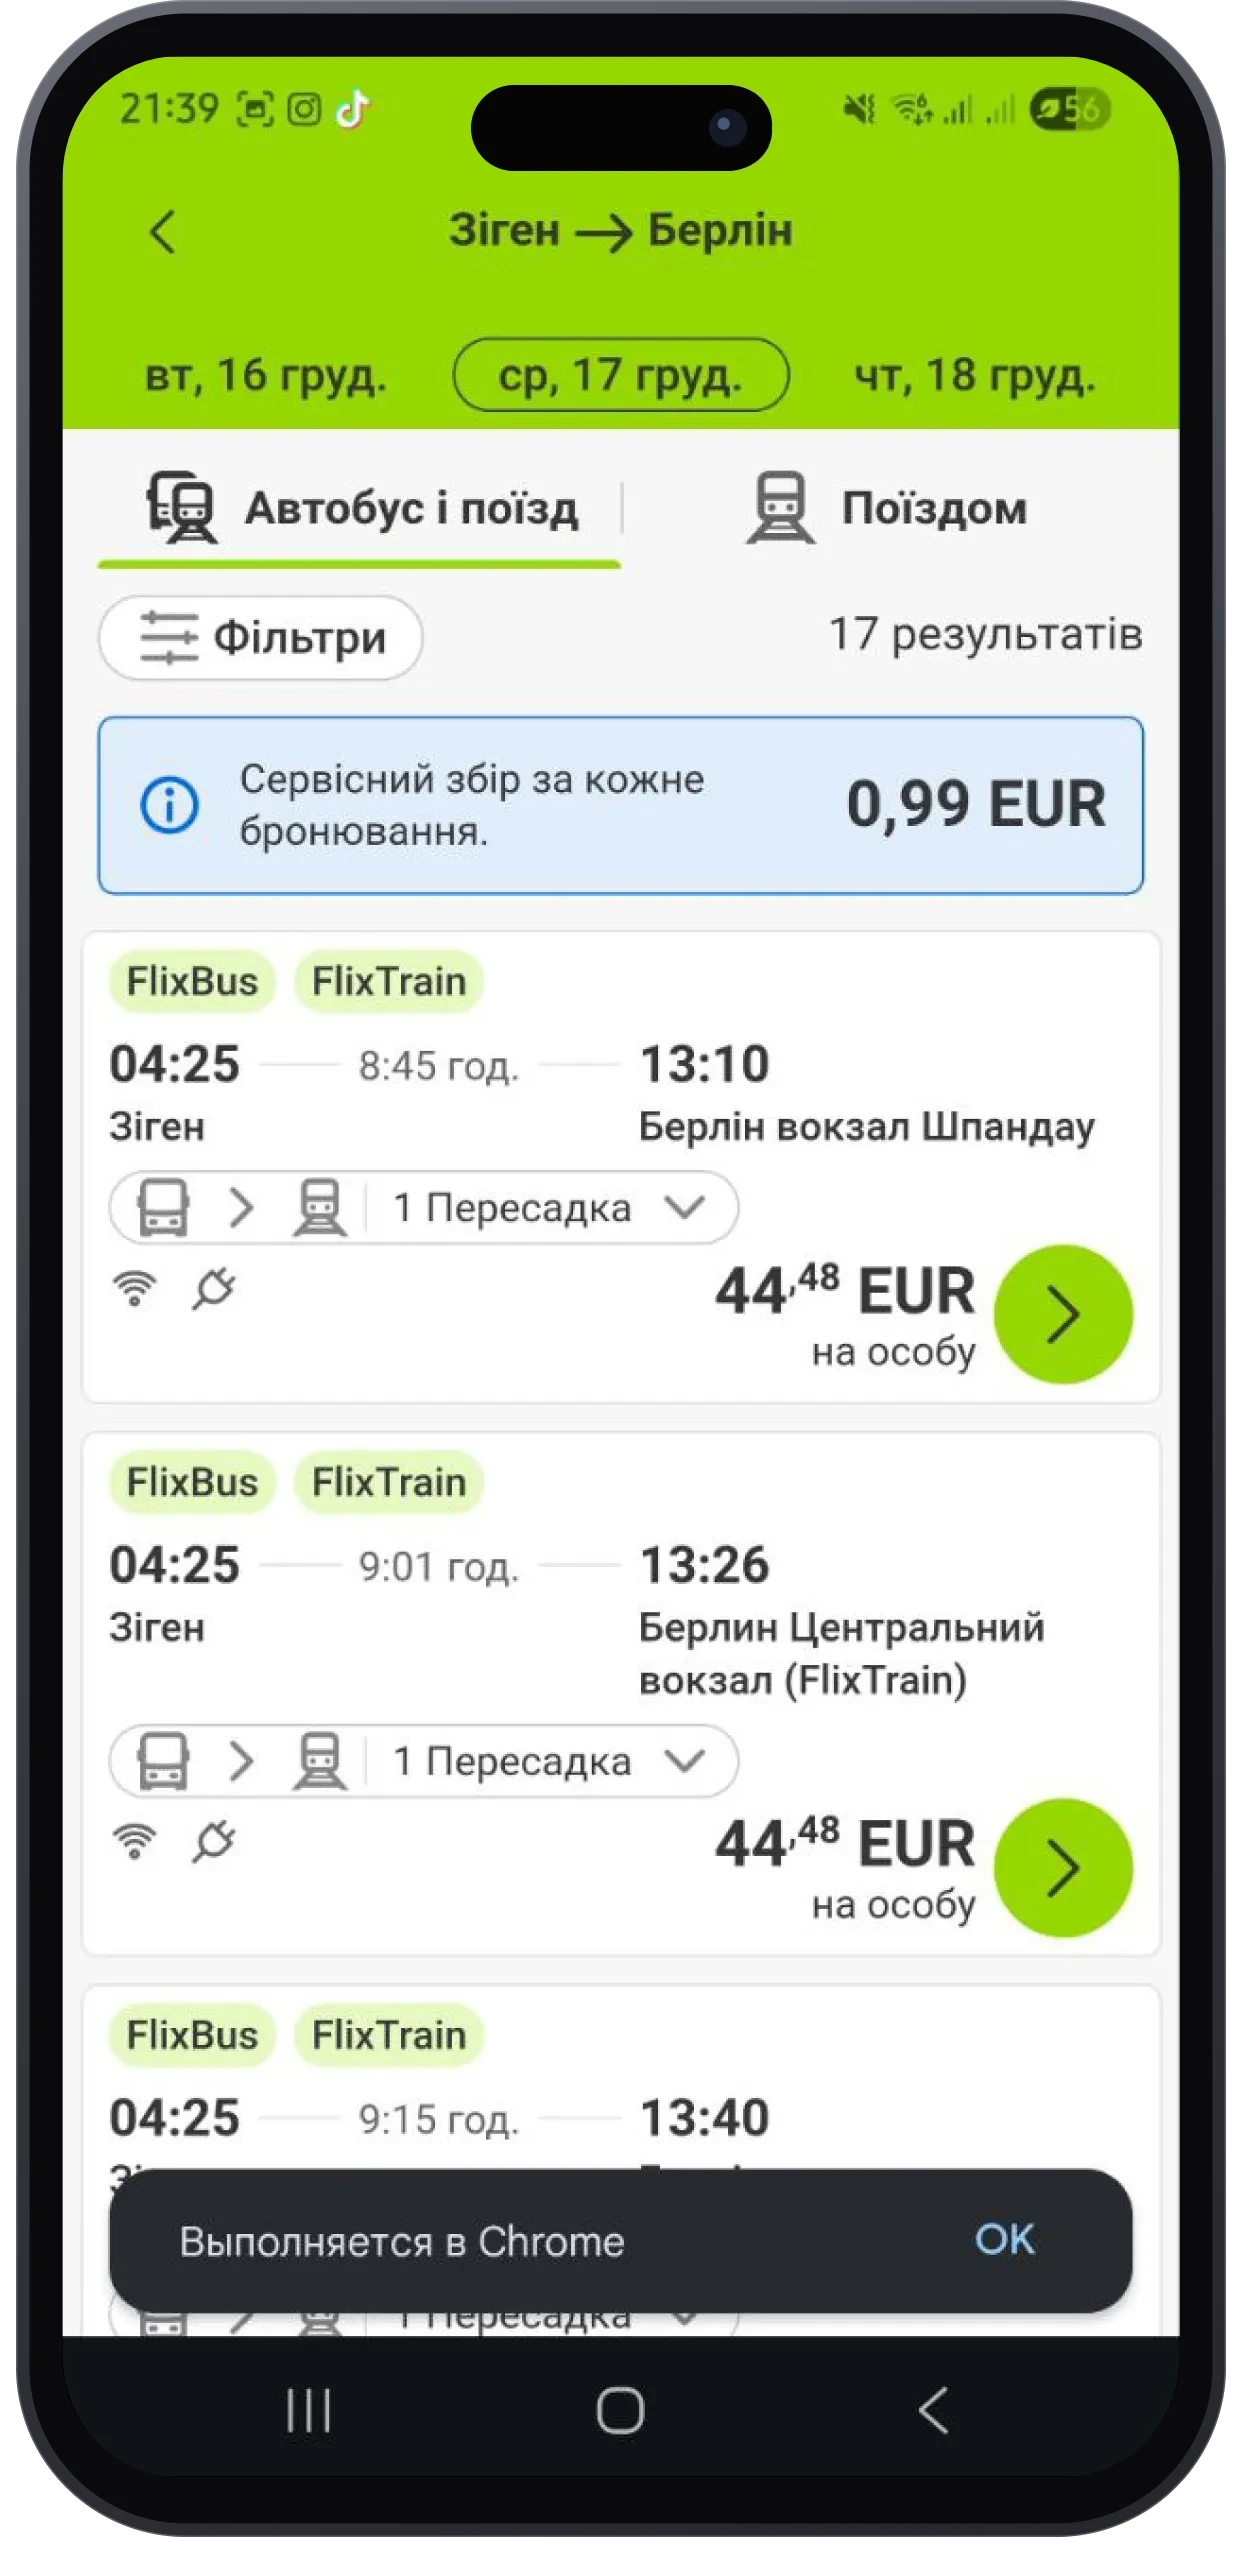 21:39 56
Зіген → Берлін
вт, 16 груд. ср, 17 груд. чт, 18 груд.
Автобус і поїзд Поїздом
Фільтри 17 результатів
Сервісний збір за кожне
бронювання. 0,99 EUR
FlixBus FlixTrain
04:25 8:45 год. 13:10
Зіген Берлін вокзал Шпандау
1 Пересадка
44,48 EUR
на особу
FlixBus FlixTrain
04:25 9:01 год. 13:26
Зіген Берлин Центральний
вокзал (FlixTrain)
1 Пересадка
44,48 EUR
на особу
FlixBus FlixTrain
04:25 9:15 год. 13:40
Выполняется в Chrome OK
1 Пересадка